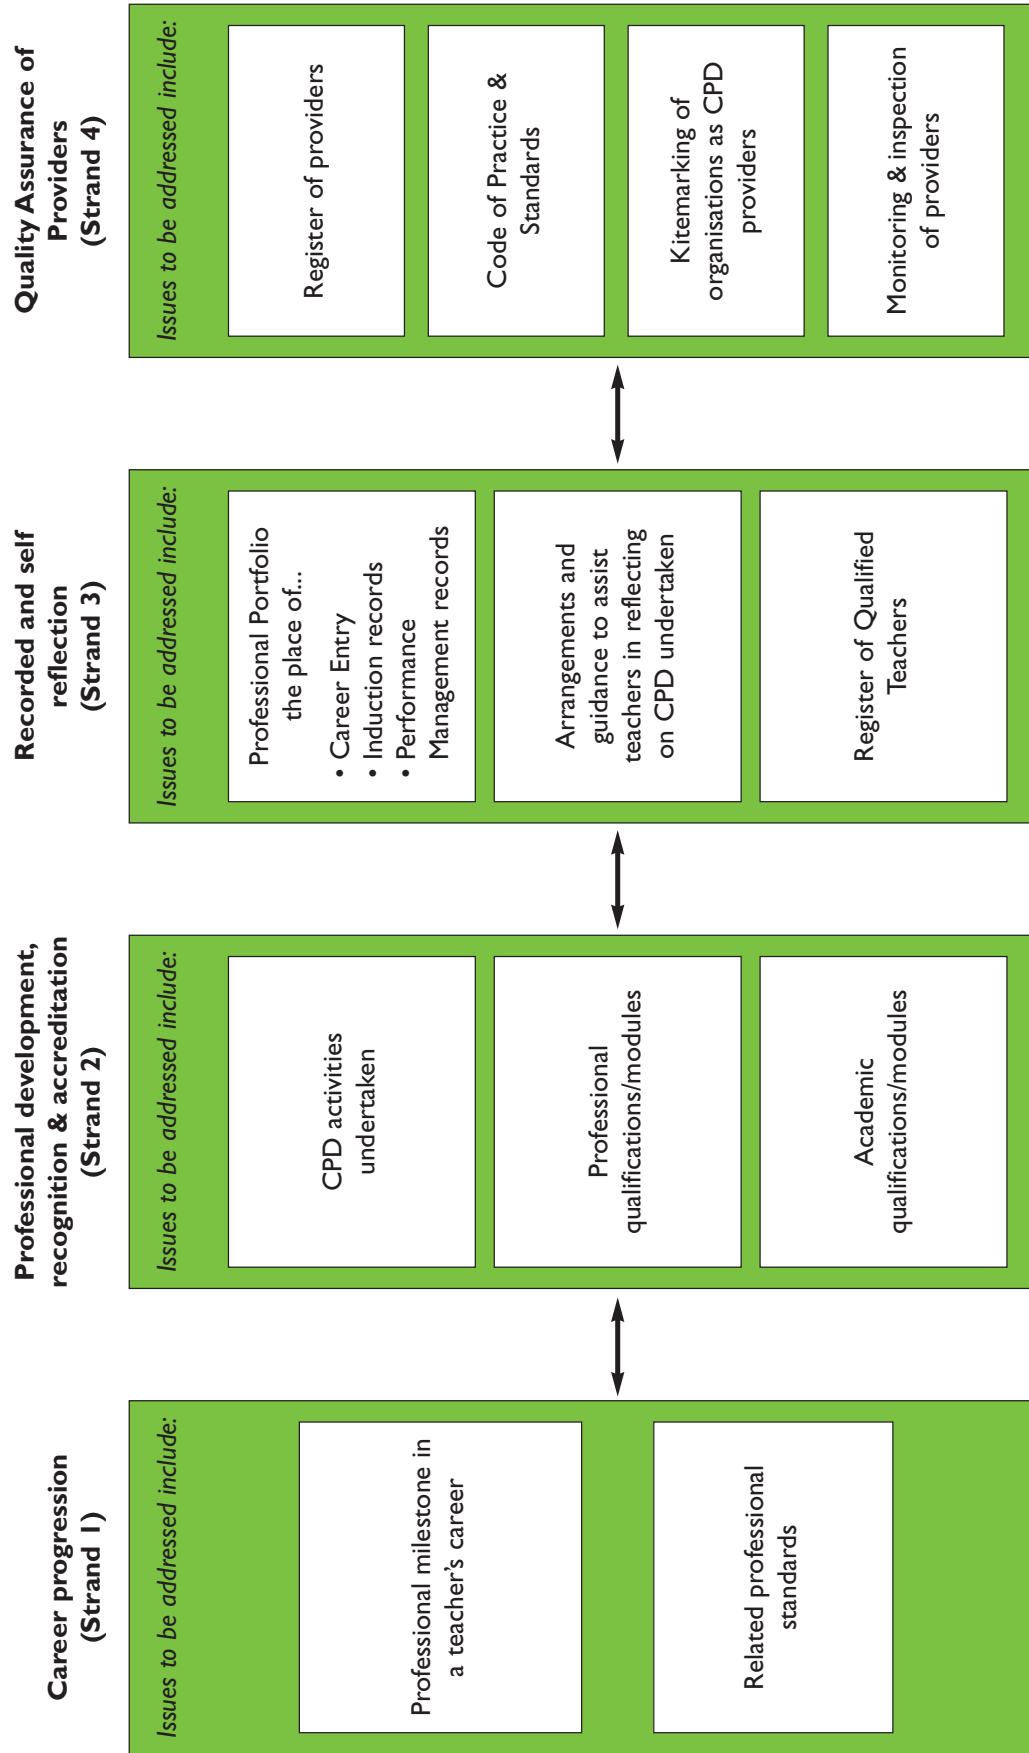 Career progression
(Strand 1)
Issues to be addressed include:
Professional milestone in
a teacher’s career
Related professional
standards
Professional development,
recognition & accreditation
(Strand 2)
Issues to be addressed include:
CPD activities
undertaken
Professional
qualifications/modules
Academic
qualifications/modules
Recorded and self
reflection
(Strand 3)
Issues to be addressed include:
Professional Portfolio
the place of...
• Career Entry
• Induction records
• Performance
Management records
Arrangements and
guidance to assist
teachers in reflecting
on CPD undertaken
Register of Qualified
Teachers
Quality Assurance of
Providers
(Strand 4)
Issues to be addressed include:
Register of providers
Code of Practice &
Standards
Kitemarking of
organisations as CPD
providers
Monitoring & inspection
of providers